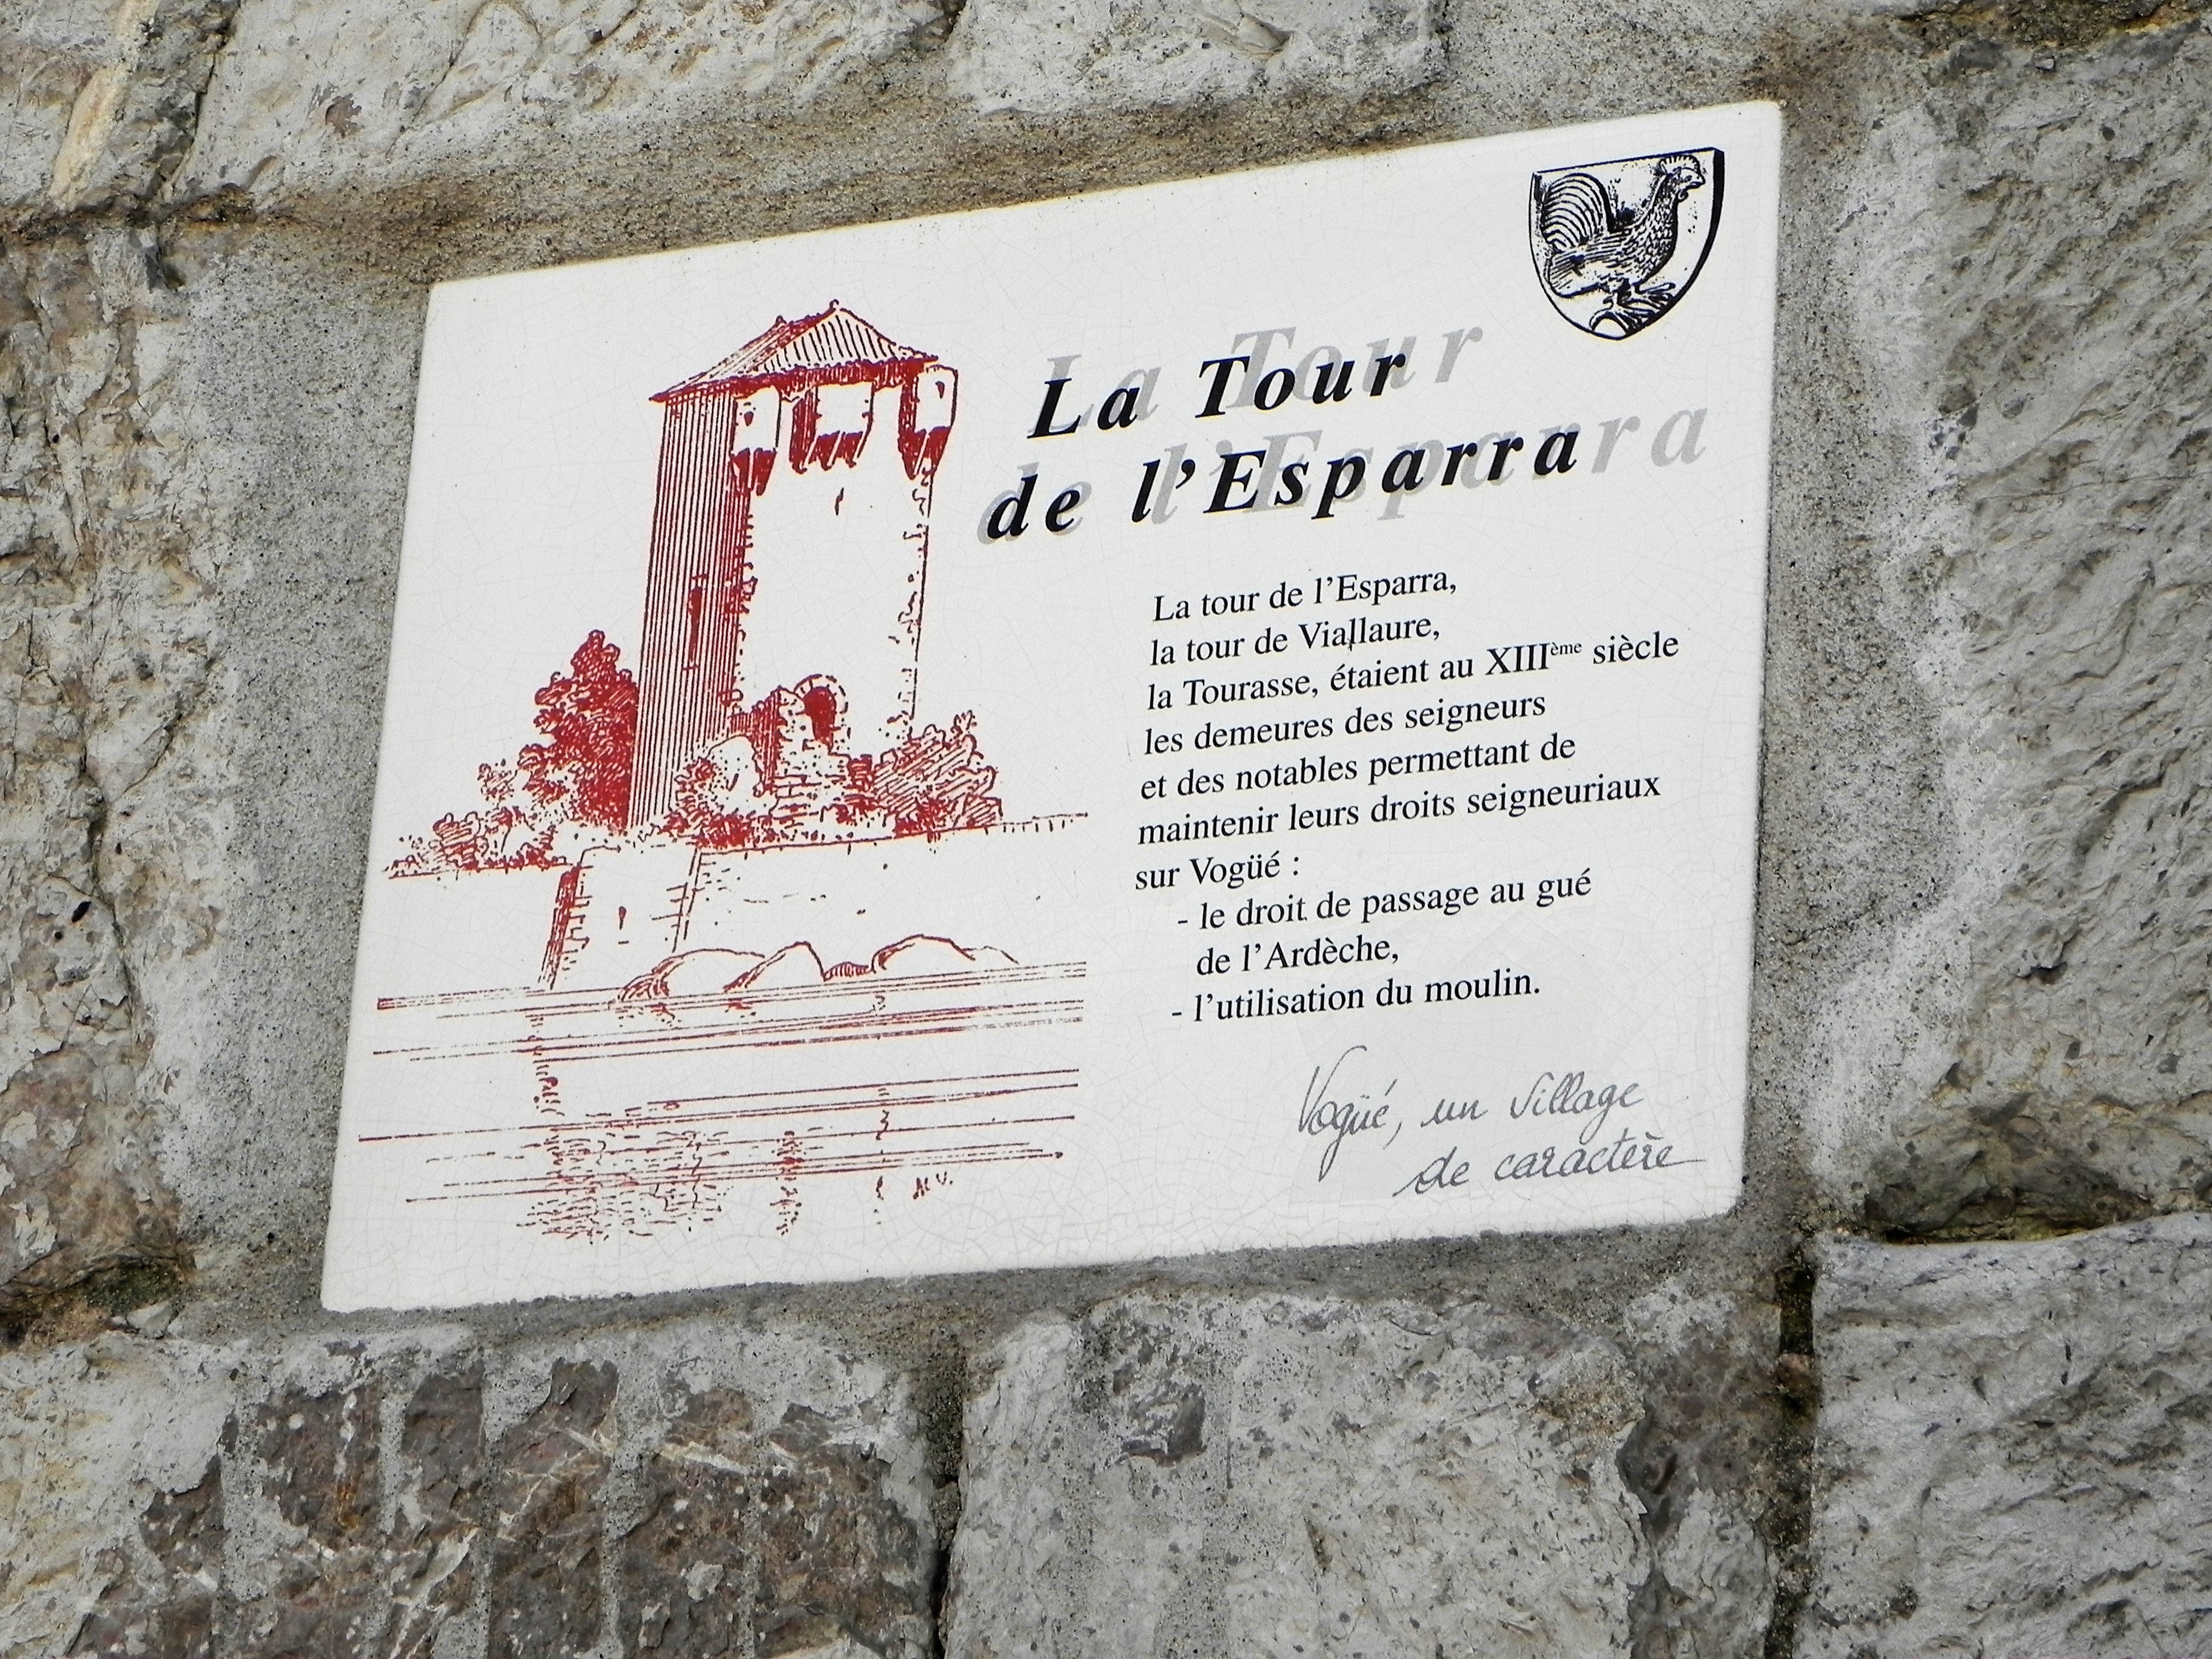 La Tour
de l'Esparra
La tour de l'Esparra,
la tour de Viallaure,
la Tourasse, étaient au XIIIème siècle
les demeures des seigneurs
et des notables permettant de
maintenir leurs droits seigneuriaux
sur Vogüé :
- le droit de passage au gué
de l'Ardèche,
- l'utilisation du moulin.
Vogüé, un village
de caractère